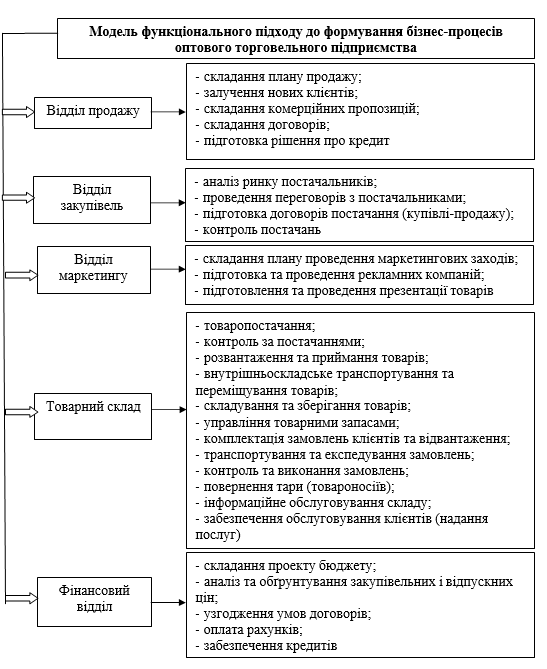 Модель функціонального підходу до формування бізнес-процесів
оптового торговельного підприємства
Відділ продажу
- складання плану продажу;
- залучення нових клієнтів;
- складання комерційних пропозицій;
- складання договорів;
- підготовка рішення про кредит
Відділ
закупівель
- аналіз ринку постачальників;
- проведення переговорів з постачальниками;
- підготовка договорів постачання (купівлі-продажу);
- контроль постачань
Відділ
маркетингу
- складання плану проведення маркетингових заходів;
- підготовка та проведення рекламних компаній;
- підготовлення та проведення презентації товарів
Товарний склад
- товаропостачання;
- контроль за постачаннями;
- розвантаження та приймання товарів;
- внутрішньоскладське транспортування та
переміщування товарів;
- складування та зберігання товарів;
- управління товарними запасами;
- комплектація замовлень клієнтів та відвантаження;
- транспортування та експедування замовлень;
- контроль та виконання замовлень;
- повернення тари (товароносіїв);
- інформаційне обслуговування складу;
- забезпечення обслуговування клієнтів (надання
послуг)
Фінансовий
відділ
- складання проекту бюджету;
- аналіз та обґрунтування закупівельних і відпускних
цін;
- узгодження умов договорів;
- оплата рахунків;
- забезпечення кредитів